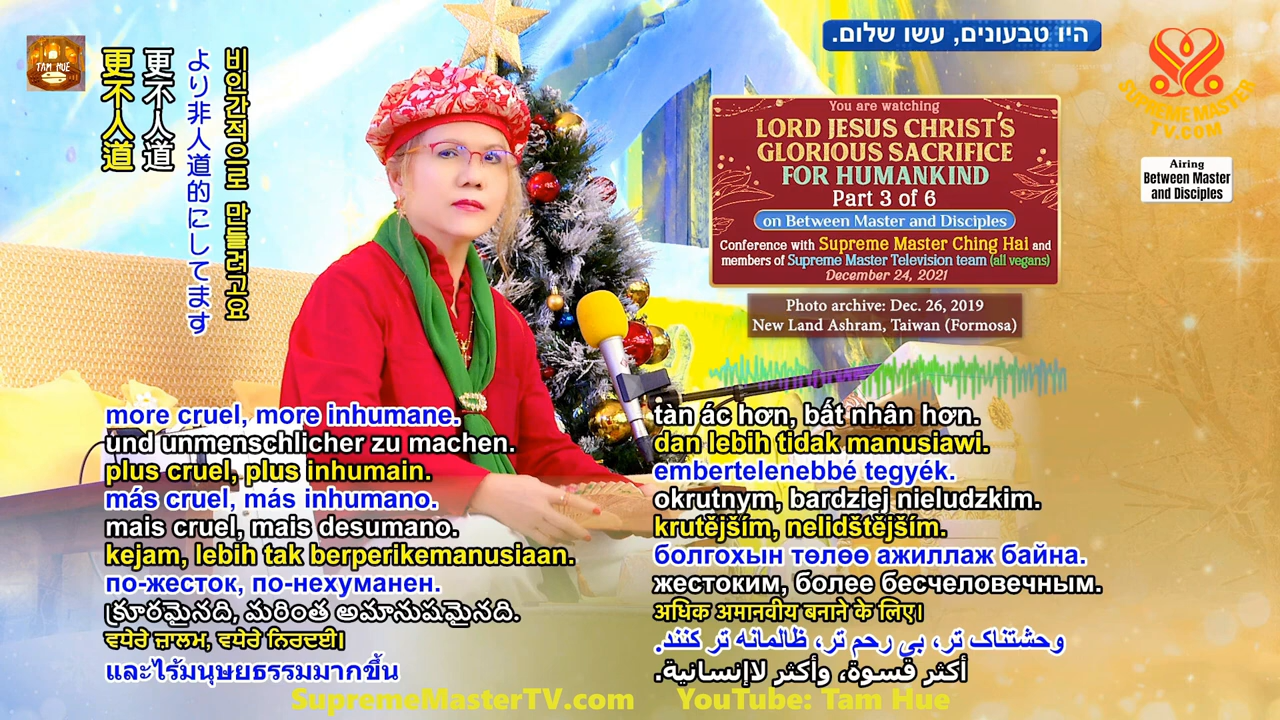 TAM HUE
更不人道
更不人道
より非人道的にしてます
비인간적으로 만들려고요
היו טבעונים, עשו שלום.
SUPREME MASTER
TV.COM
Airing
Between Master
and Disciples
You are watching
LORD JESUS CHRIST'S
GLORIOUS SACRIFICE
FOR HUMANKIND
Part 3 of 6
on Between Master and Disciples
Conference with Supreme Master Ching Hai and
members of Supreme Master Television team (all vegans)
December 24, 2021
Photo archive: Dec. 26, 2019
New Land Ashram, Taiwan (Formosa)
more cruel, more inhumane.
und unmenschlicher zu machen.
plus cruel, plus inhumain.
más cruel, más inhumano.
mais cruel, mais desumano.
kejam, lebih tak berperikemanusiaan.
по-жесток, по-нехуманен.
క్రూరమైనది, మరింత అమానుషమైనది.
ਵਧੇਰੇ ਜ਼ਾਲਮ, ਵਧੇਰੇ ਨਿਰਦਈ।
และไร้มนุษยธรรมมากขึ้น
tàn ác hơn, bất nhân hơn.
dan lebih tidak manusiawi.
embertelenebbé tegyék.
okrutnym, bardziej nieludzkim.
krutějším, nelidštějším.
болгохын төлөө ажиллаж байна.
жестоким, более бесчеловечным.
अधिक अमानवीय बनाने के लिए।
وحشتناک تر، بی رحم تر، ظالمانه تر کنند.
أكثر قسوة، وأكثر لاإنسانية.
SupremeMasterTV.com YouTube: Tam Hue